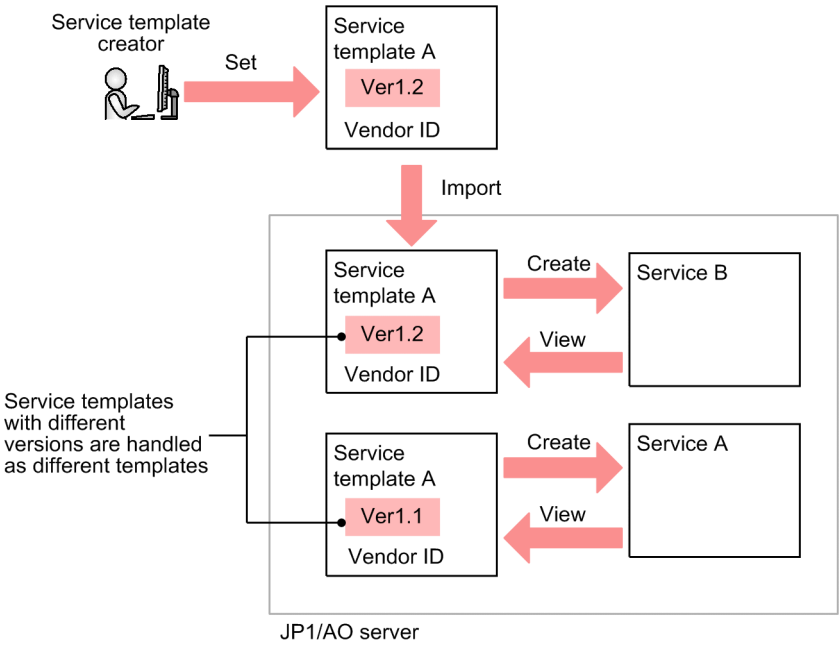 Service template
creator
Set
Service
template A
Ver1.2
Vendor ID
Import
Service
template A
Ver1.2
Vendor ID
Create
View
Service B
Service templates
with different
versions are handled
as different templates
Service
template A
Ver1.1
Vendor ID
Create
View
Service A
JP1/AO server